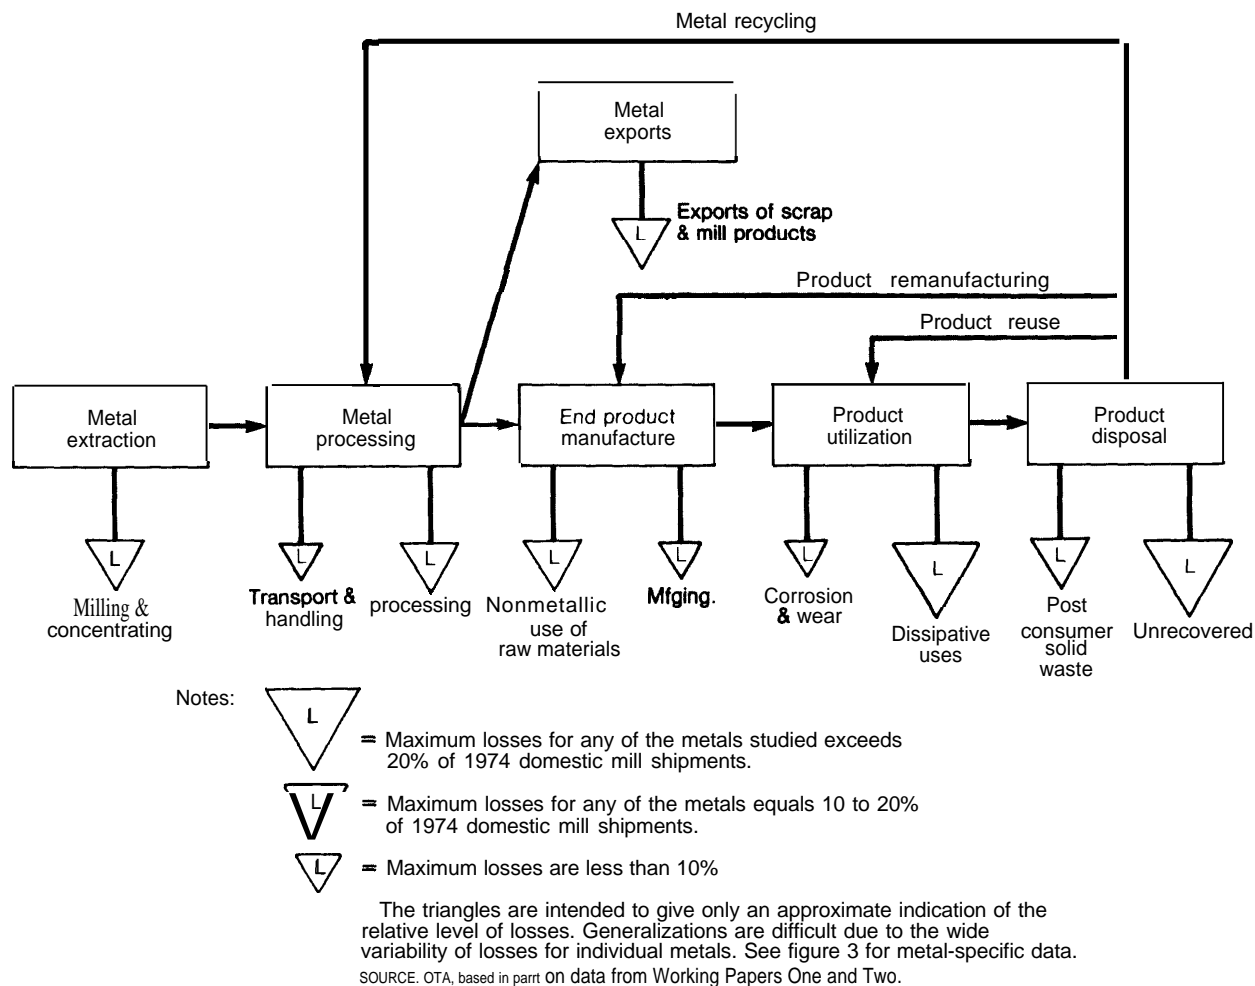 Metal recycling
Metal
exports
Exports of scrap
& mill products
L
Product remanufacturing
Product reuse
Metal
extraction
Metal
processing
End product
manufacture
Product
utilization
Product
disposal
L
Milling &
concentrating
L
Transport &
handling
L
processing
L
Nonmetallic
use of
raw materials
L
Mfging.
L
Corrosion
& wear
L
Dissipative
uses
L
Post
consumer
solid
waste
L
Unrecovered
Notes:
L
= Maximum losses for any of the metals studied exceeds
20% of 1974 domestic mill shipments.
L
= Maximum losses for any of the metals equals 10 to 20%
of 1974 domestic mill shipments.
L
= Maximum losses are less than 10%
The triangles are intended to give only an approximate indication of the
relative level of losses. Generalizations are difficult due to the wide
variability of losses for individual metals. See figure 3 for metal-specific data.
SOURCE. OTA, based in parrt on data from Working Papers One and Two.